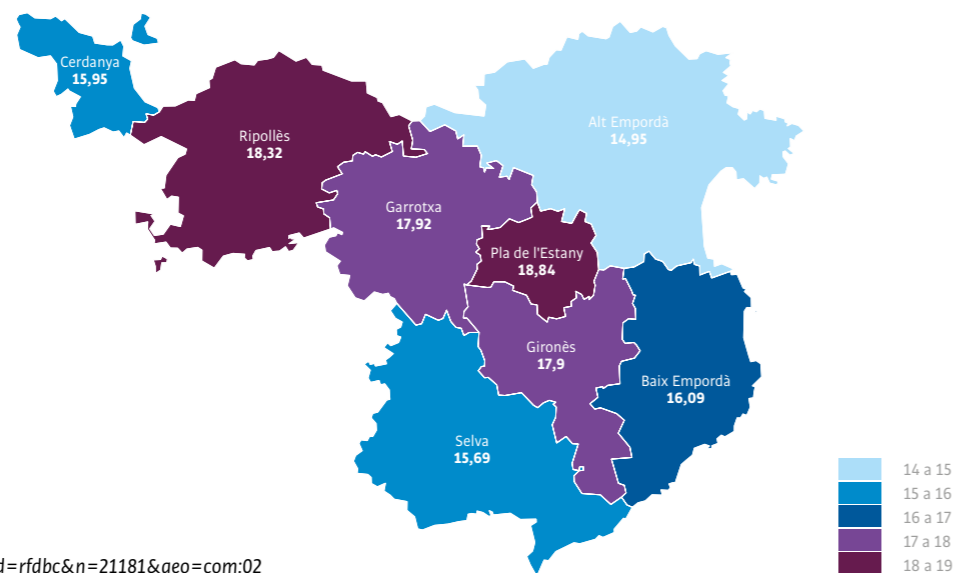 Cerdanya
15,95
Ripollès
18,32
Alt Empordà
14,95
Garrotxa
17,92
Pla de l'Estany
18,84
Gironès
17,9
Baix Empordà
16,09
Selva
15,69
14 a 15
15 a 16
16 a 17
17 a 18
18 a 19
d=rfdbc&n=21181&geo=com:02